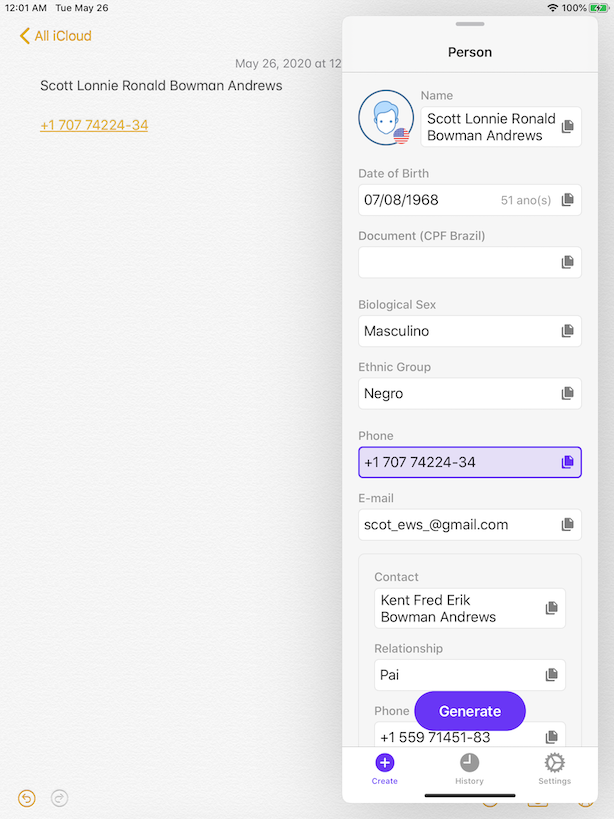 12:01 AM Tue May 26
100%
All iCloud
May 26, 2020 at 12
Scott Lonnie Ronald Bowman Andrews
+1 707 74224-34
Person
Name
Scott Lonnie Ronald
Bowman Andrews
Date of Birth
07/08/1968
51 ano(s)
Document (CPF Brazil)
Biological Sex
Masculino
Ethnic Group
Negro
Phone
+1 707 74224-34
E-mail
scot_ews_@gmail.com
Contact
Kent Fred Erik
Bowman Andrews
Relationship
Pai
Phone
Generate
+1 559 71451-83
Create
History
Settings